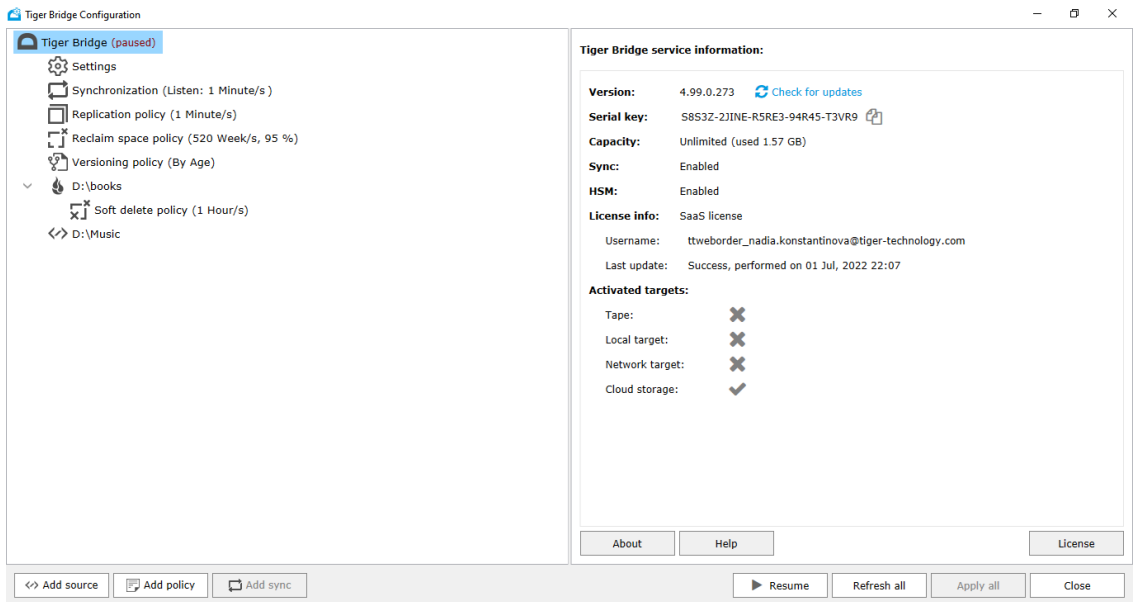 Tiger Bridge Configuration
Tiger Bridge (paused)
Settings
Synchronization (Listen: 1 Minute/s )
Replication policy (1 Minute/s)
Reclaim space policy (520 Week/s, 95 %)
Versioning policy (By Age)
D:\books
Soft delete policy (1 Hour/s)
D:\Music
Tiger Bridge service information:
Version: 4.99.0.273 Check for updates
Serial key: S8S3Z-2JINE-R5RE3-94R45-T3VR9
Capacity: Unlimited (used 1.57 GB)
Sync: Enabled
HSM: Enabled
License info: SaaS license
Username: ttweborder_nadia.konstantinova@tiger-technology.com
Last update: Success, performed on 01 Jul, 2022 22:07
Activated targets:
Tape:
Local target:
Network target:
Cloud storage:
About Help License
Add source Add policy Add sync Resume Refresh all Apply all Close